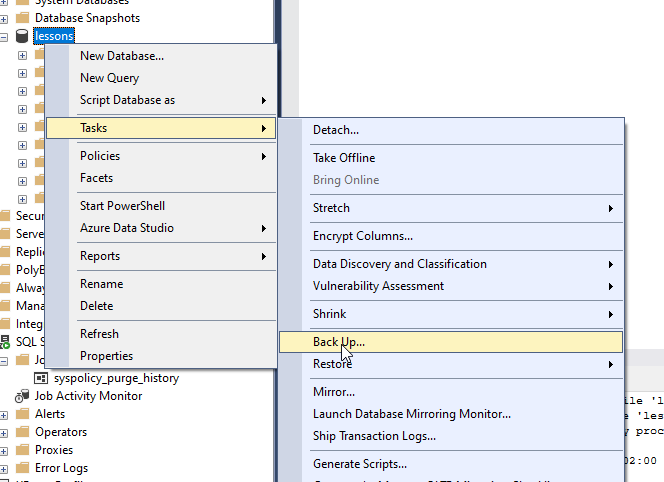 System Databases
Database Snapshots
lessons
New Database...
New Query
Script Database as
Tasks
Policies
Facets
Start PowerShell
Azure Data Studio
Reports
Rename
Delete
Refresh
Properties
Detach...
Take Offline
Bring Online
Stretch
Encrypt Columns...
Data Discovery and Classification
Vulnerability Assessment
Shrink
Back Up...
Restore
Mirror...
Launch Database Mirroring Monitor...
Ship Transaction Logs...
Generate Scripts...
Secur
Serve
Replic
PolyB
Alway
Mana
Integ
SQL S
Jo
syspolicy_purge_history
Job Activity Monitor
Alerts
Operators
Proxies
Error Logs
ile 'l
e 'les
y proc
02:00